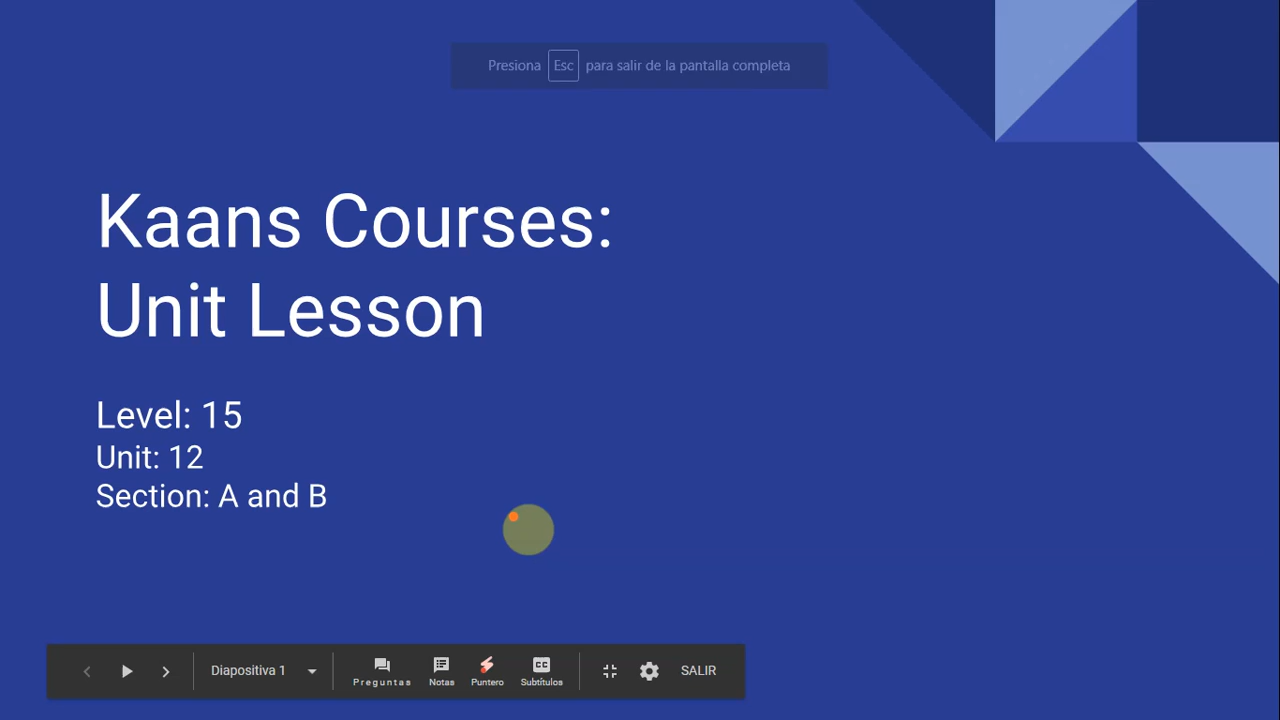 Presiona Esc para salir de la pantalla completa
Kaans Courses:
Unit Lesson
Level: 15
Unit: 12
Section: A and B
Diapositiva 1
Preguntas
Notas
Puntero
CC
Subtítulos
SALIR